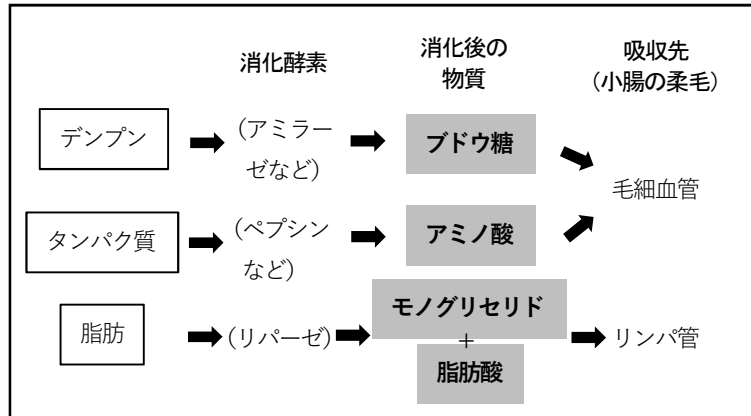 消化酵素
消化後の
物質
吸収先
(小腸の柔毛)
デンプン
(アミラー
ゼなど)
ブドウ糖
毛細血管
タンパク質
(ペプシン
など)
アミノ酸
脂肪
(リパーゼ)
モノグリセリド
+
脂肪酸
リンパ管